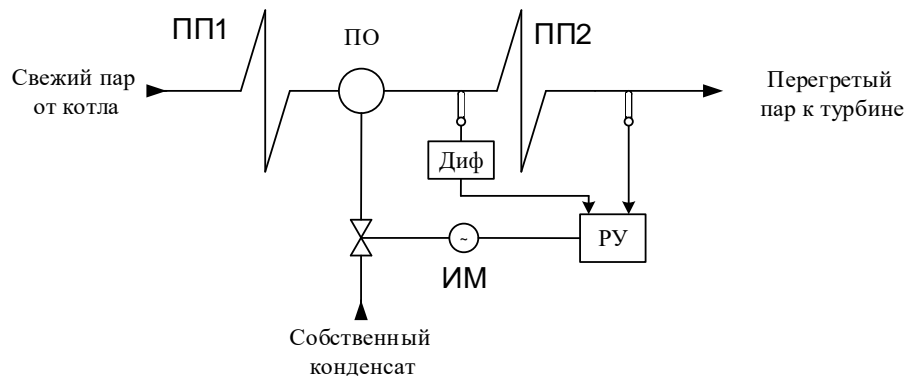 ПП1
ПО
ПП2
Свежий пар
от котла
Перегретый
пар к турбине
Диф
РУ
~
ИМ
Собственный
конденсат